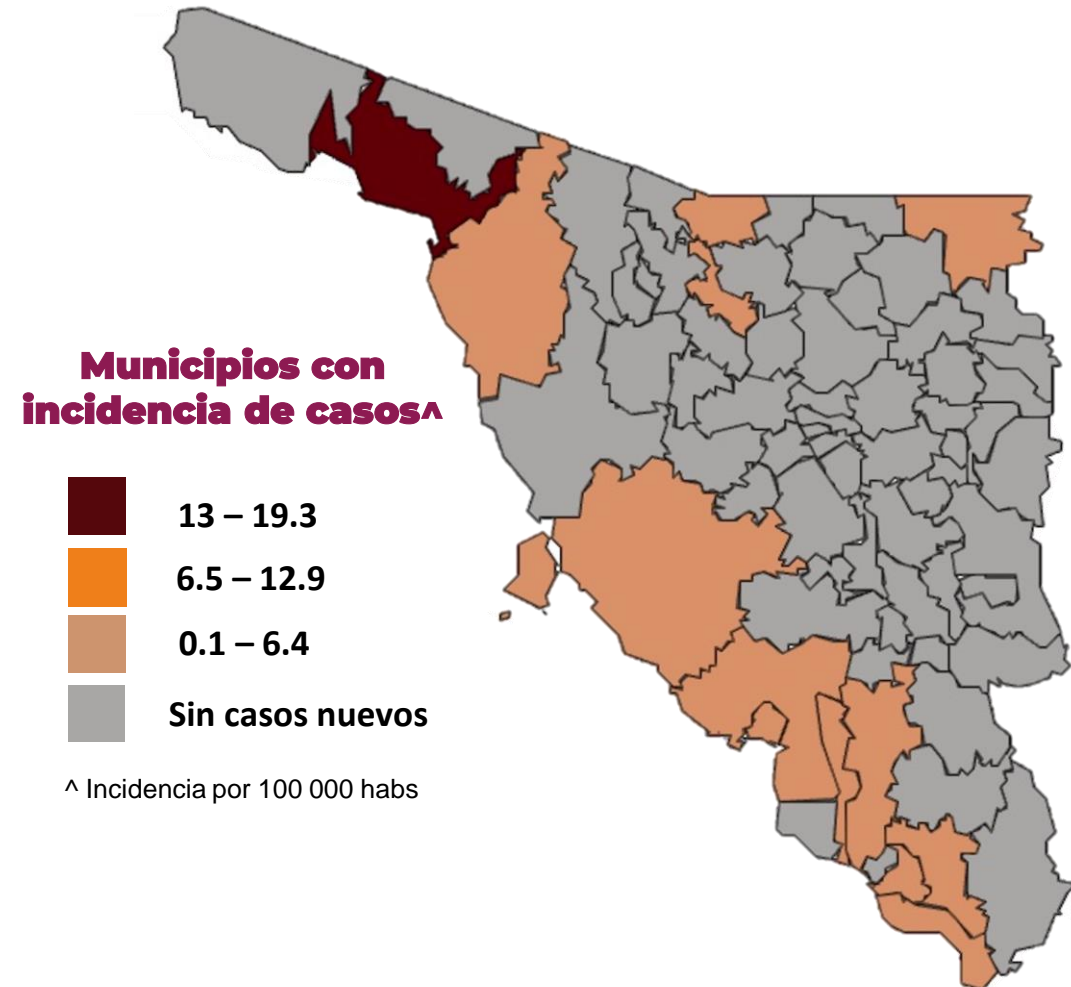 Municipios con
incidencia de casos^
13 – 19.3
6.5 – 12.9
0.1 – 6.4
Sin casos nuevos
^ Incidencia por 100 000 habs